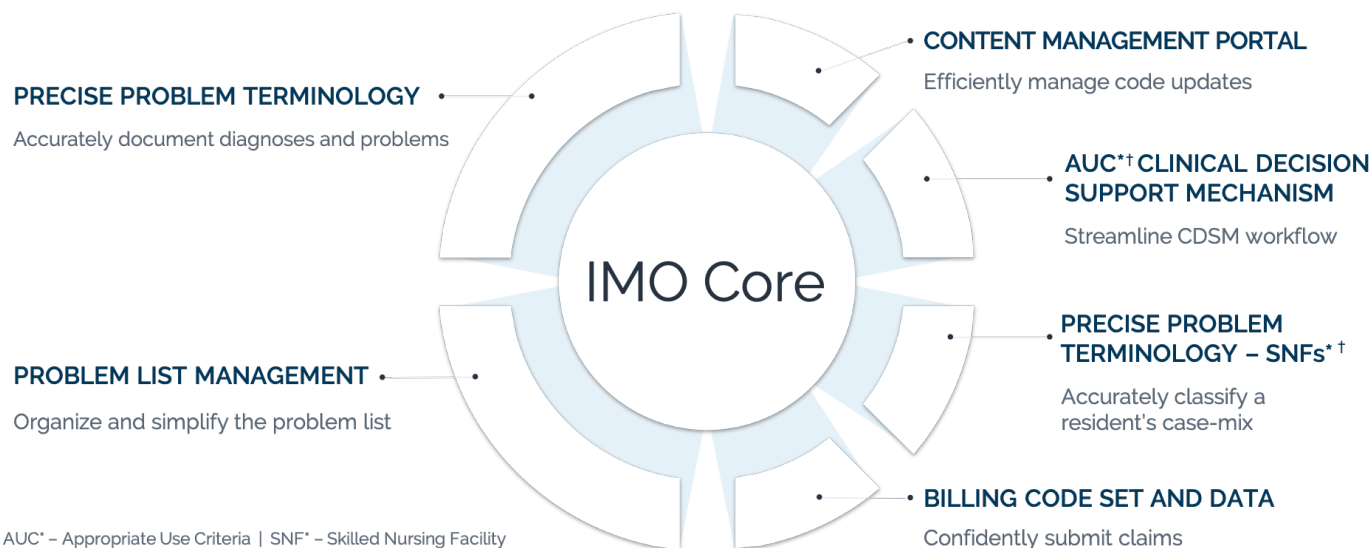 PRECISE PROBLEM TERMINOLOGY
Accurately document diagnoses and problems
PROBLEM LIST MANAGEMENT
Organize and simplify the problem list
IMO Core
CONTENT MANAGEMENT PORTAL
Efficiently manage code updates
AUC*† CLINICAL DECISION
SUPPORT MECHANISM
Streamline CDSM workflow
PRECISE PROBLEM
TERMINOLOGY – SNFs* †
Accurately classify a
resident's case-mix
BILLING CODE SET AND DATA
Confidently submit claims
AUC* – Appropriate Use Criteria | SNF* – Skilled Nursing Facility